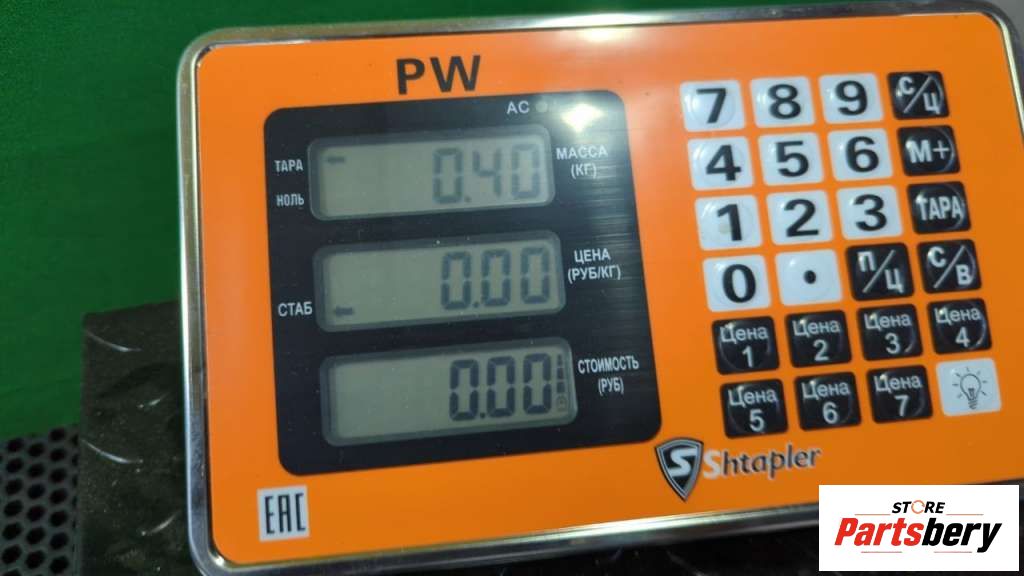 PW
AC
ТАРА
НОЛЬ
0.40
МАССА
(КГ)
0.00
ЦЕНА
(РУБ/КГ)
СТАБ
0.00
СТОИМОСТЬ
(РУБ)
7 8 9 С/Ц
4 5 6 M+
1 2 3 ТАРА
0 . П/Ц С/В
Цена 1 Цена 2 Цена 3 Цена 4
Цена 5 Цена 6 Цена 7
S Shtapler
EAC
STORE
Partsbery